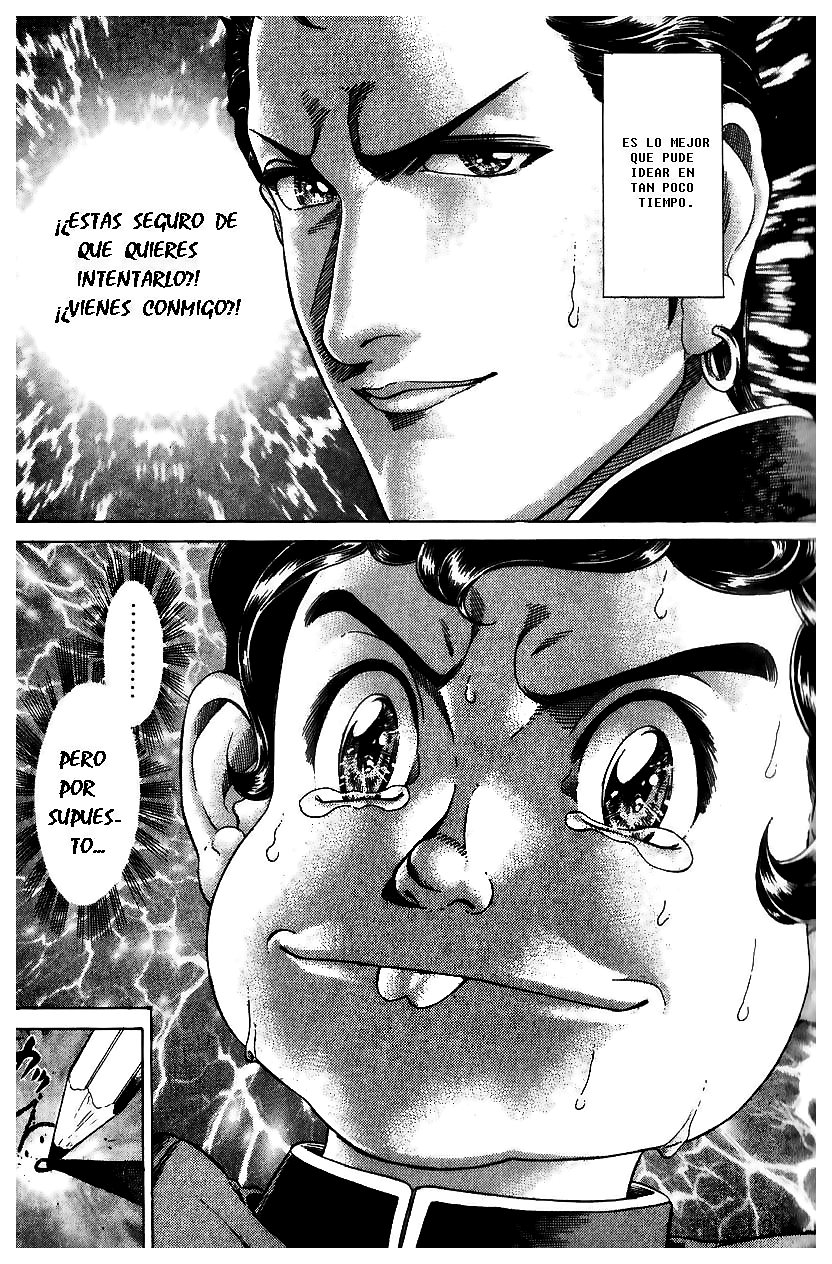 ES LO MEJOR
QUE PUDE
IDEAR EN
TAN POCO
TIEMPO.
¡¿ESTAS SEGURO DE
QUE QUIERES
INTENTARLO?!
¡¿VIENES CONMIGO?!
..........
PERO
POR
SUPUES-
TO...